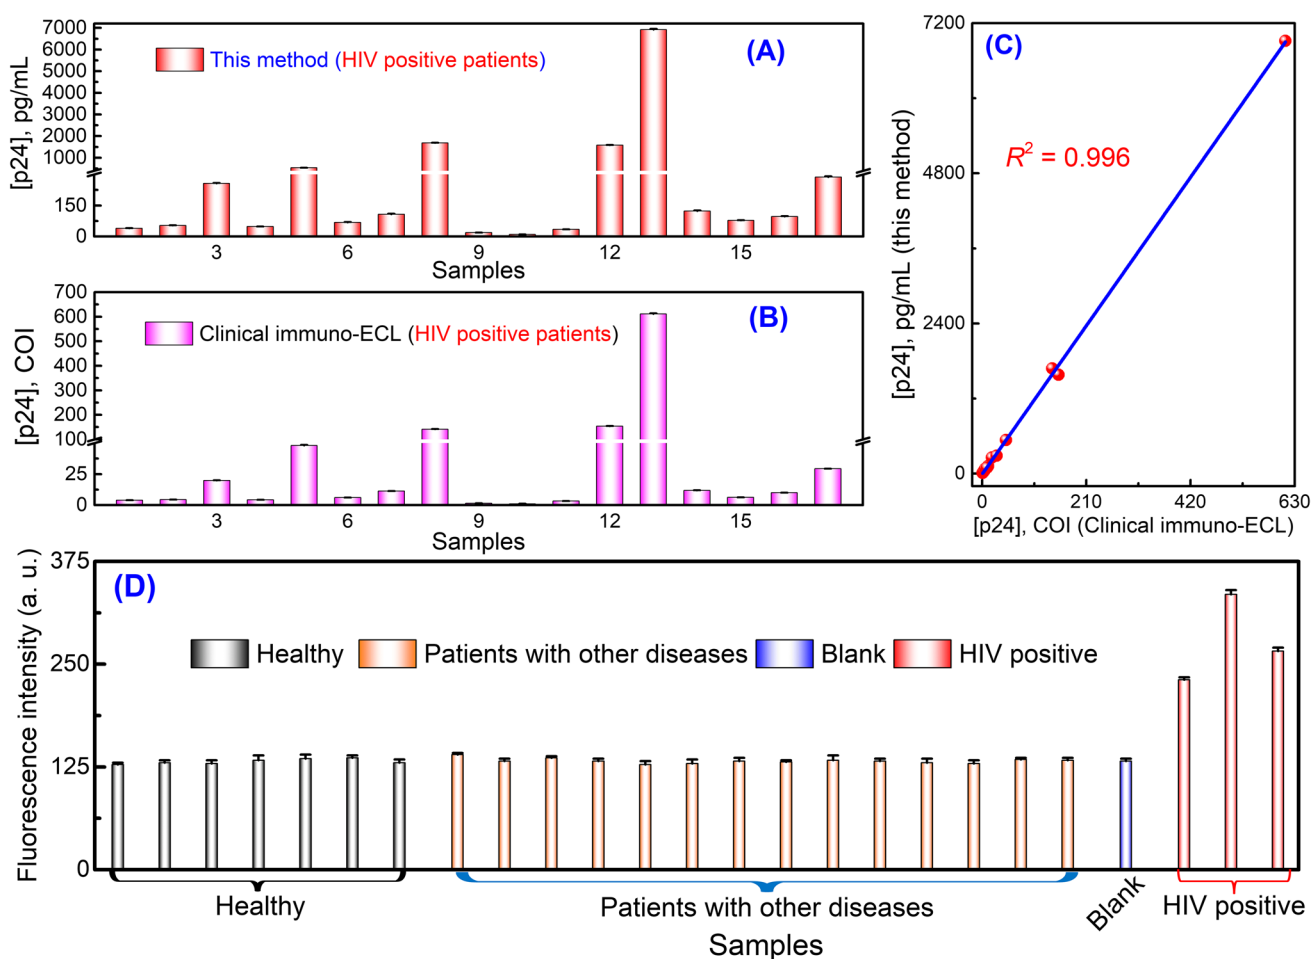 (A)
This method (HIV positive patients)
[p24], pg/mL
7000
6000
5000
4000
3000
2000
1000
150
0
3
6
9
12
15
Samples
(B)
Clinical immuno-ECL (HIV positive patients)
[p24], COI
700
600
500
400
300
200
100
25
0
3
6
9
12
15
Samples
(C)
R² = 0.996
[p24], pg/mL (this method)
7200
4800
2400
0
0
210
420
630
[p24], COI (Clinical immuno-ECL)
(D)
Fluorescence intensity (a. u.)
375
250
125
0
Healthy
Patients with other diseases
Blank
HIV positive
Healthy
Patients with other diseases
Blank
HIV positive
Samples